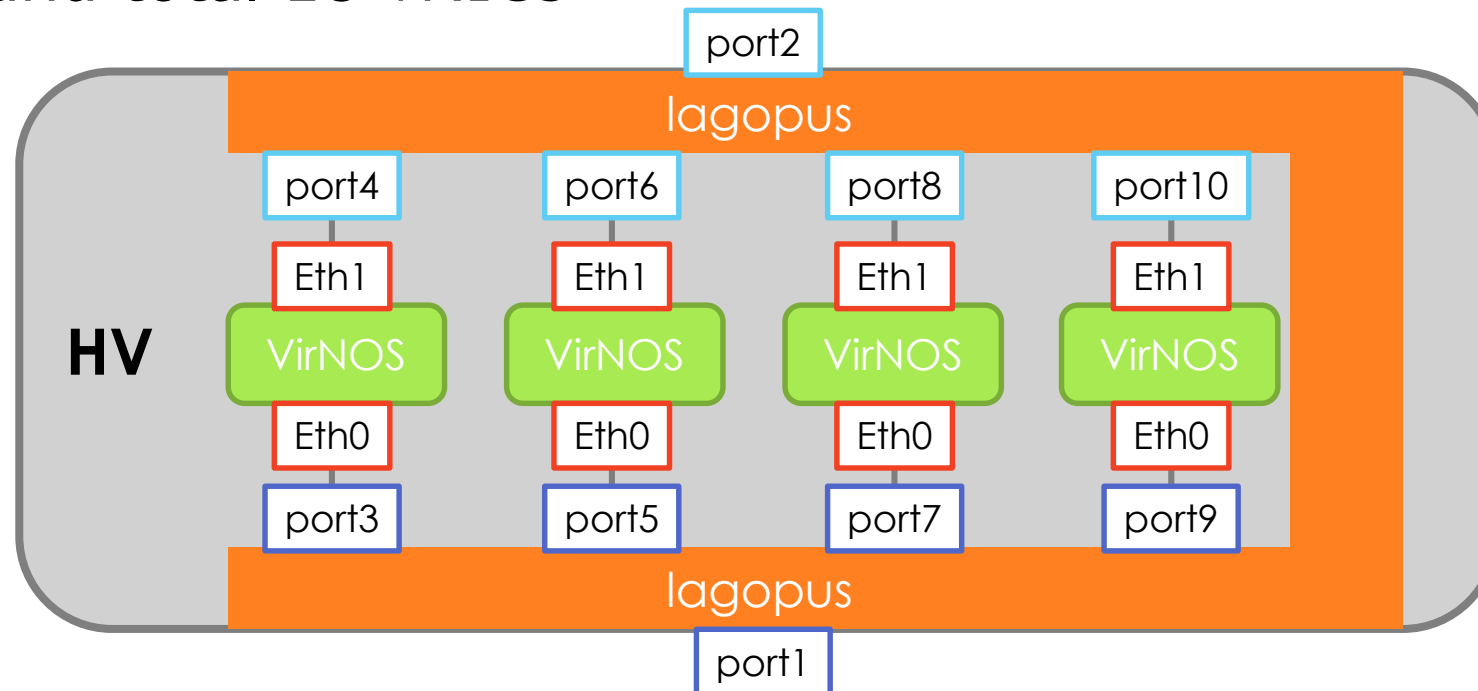 port2
lagopus
port4 port6 port8 port10
Eth1 Eth1 Eth1 Eth1
HV VirNOS VirNOS VirNOS VirNOS
Eth0 Eth0 Eth0 Eth0
port3 port5 port7 port9
lagopus
port1